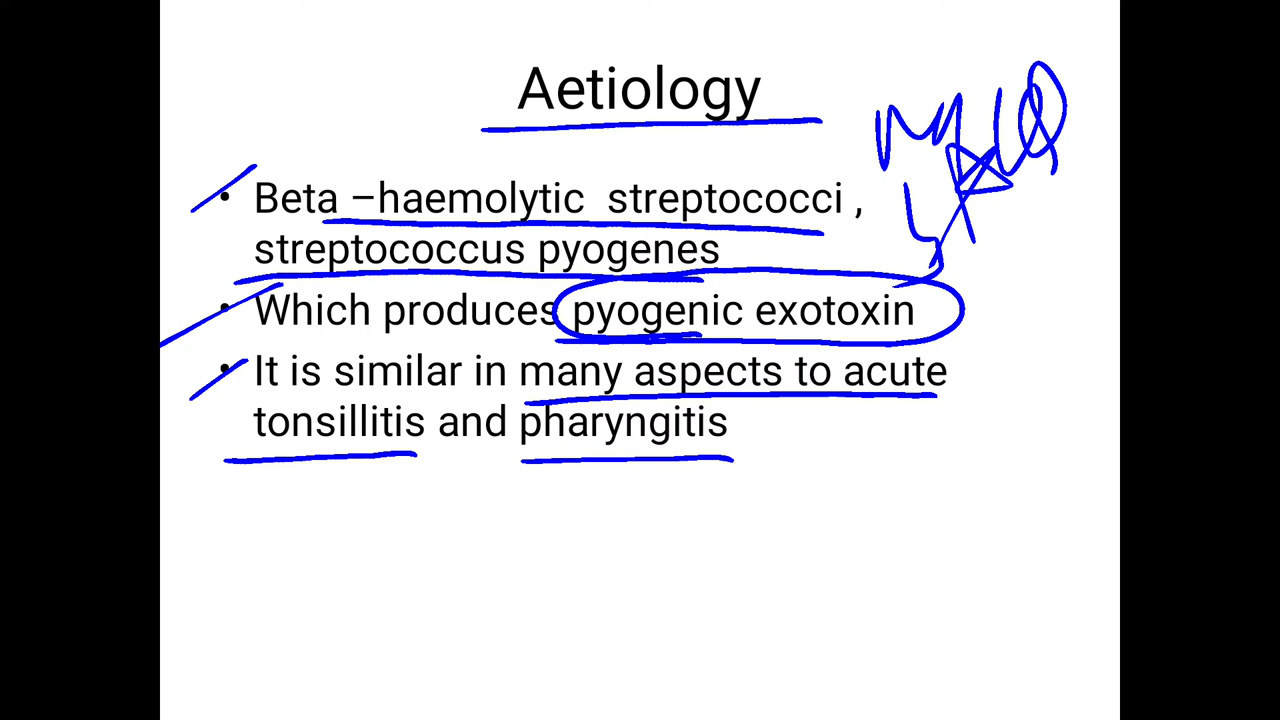 Aetiology
• Beta –haemolytic streptococci ,
streptococcus pyogenes
• Which produces pyogenic exotoxin
• It is similar in many aspects to acute
tonsillitis and pharyngitis